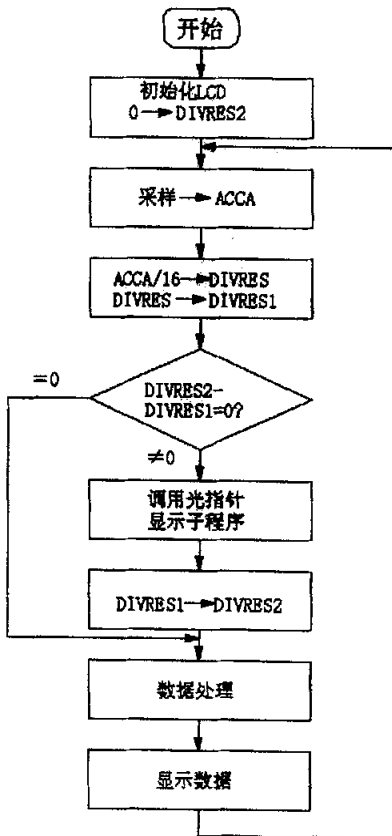 开始
初始化LCD
0→DIVRES2
采样→ACCA
ACCA/16→DIVRES
DIVRES→DIVRES1
=0
DIVRES2-
DIVRES1=0?
≠0
调用光指针
显示子程序
DIVRES1→DIVRES2
数据处理
显示数据